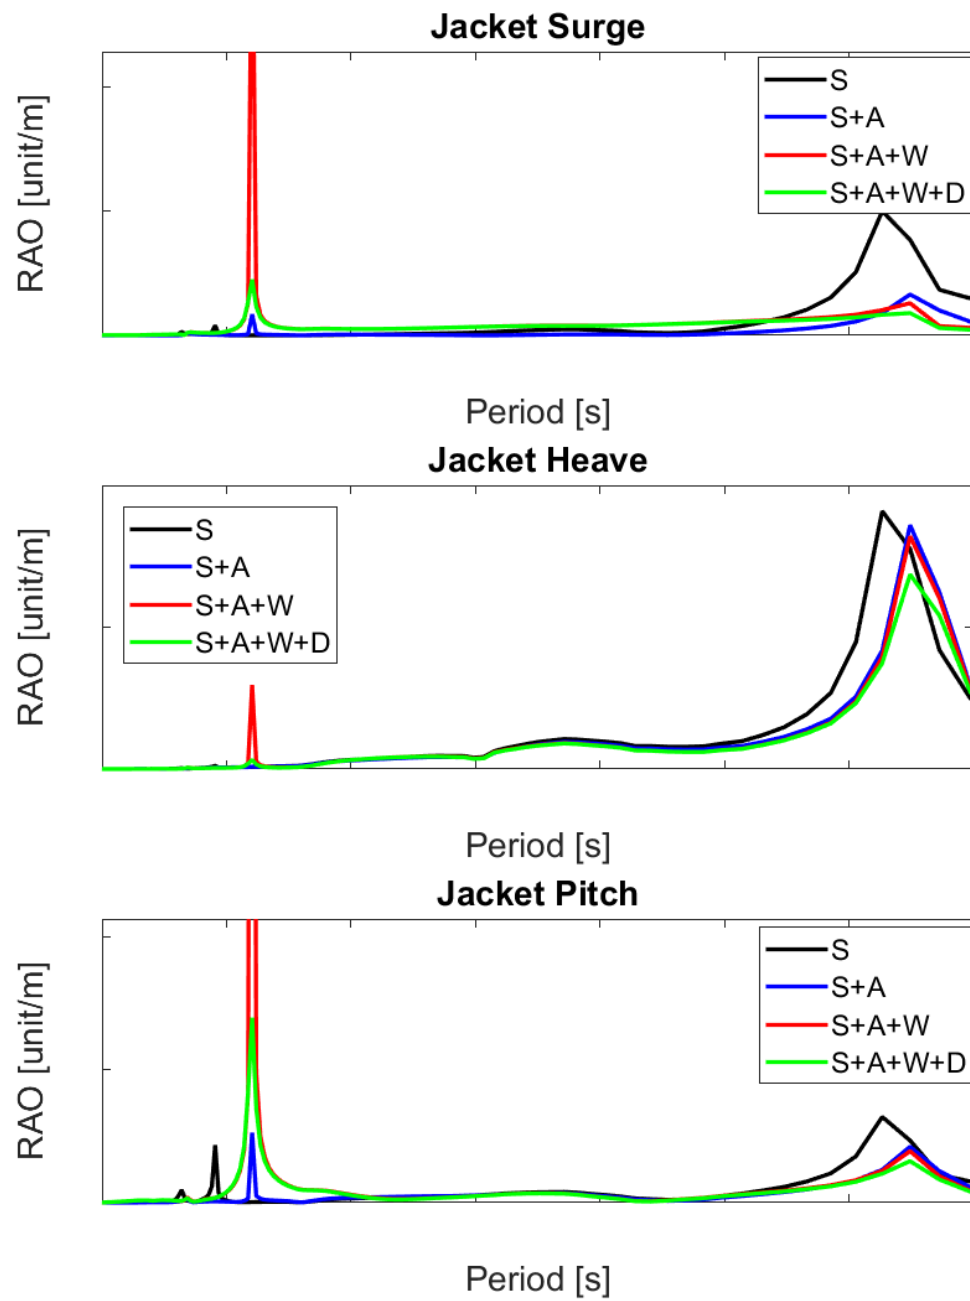 Jacket Surge
RAO [unit/m]
S
S+A
S+A+W
S+A+W+D
Period [s]
Jacket Heave
RAO [unit/m]
S
S+A
S+A+W
S+A+W+D
Period [s]
Jacket Pitch
RAO [unit/m]
S
S+A
S+A+W
S+A+W+D
Period [s]